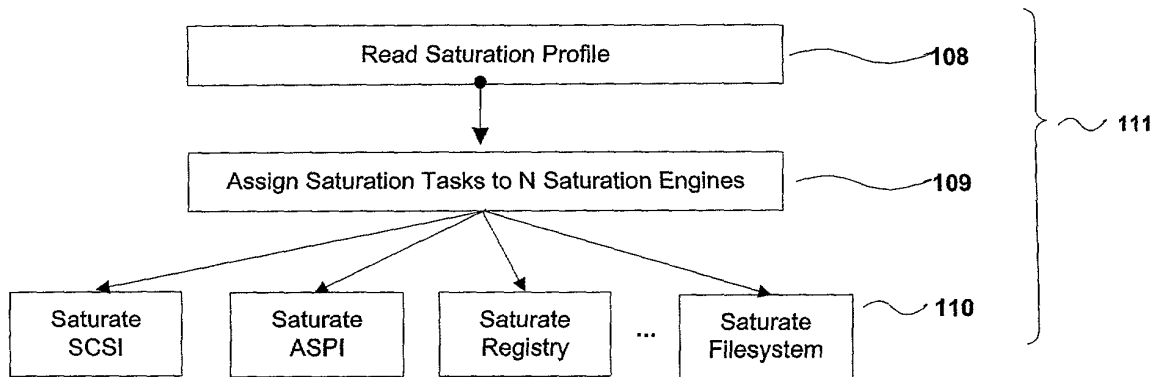 Read Saturation Profile
108
111
Assign Saturation Tasks to N Saturation Engines
109
Saturate
SCSI
Saturate
ASPI
Saturate
Registry
...
Saturate
Filesystem
110